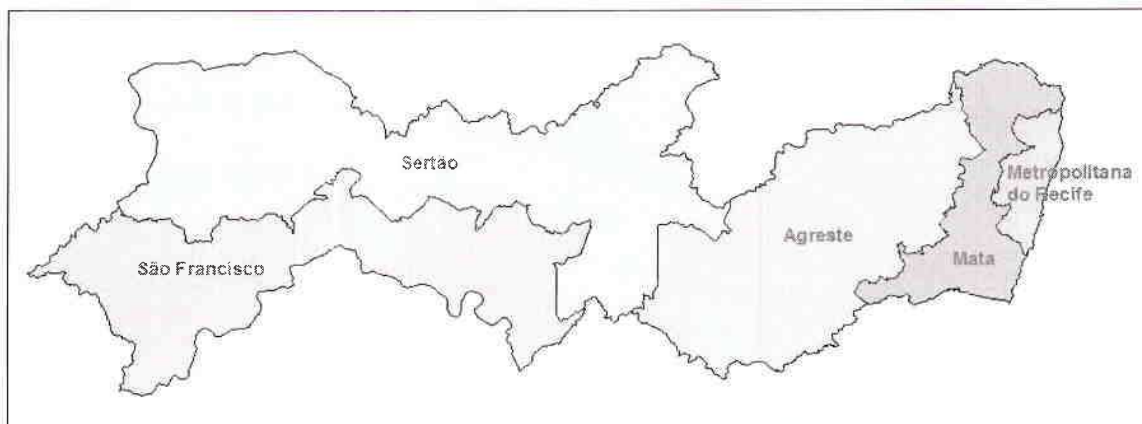 Sertão
Metropolitana
do Recife
Agreste
São Francisco
Mata